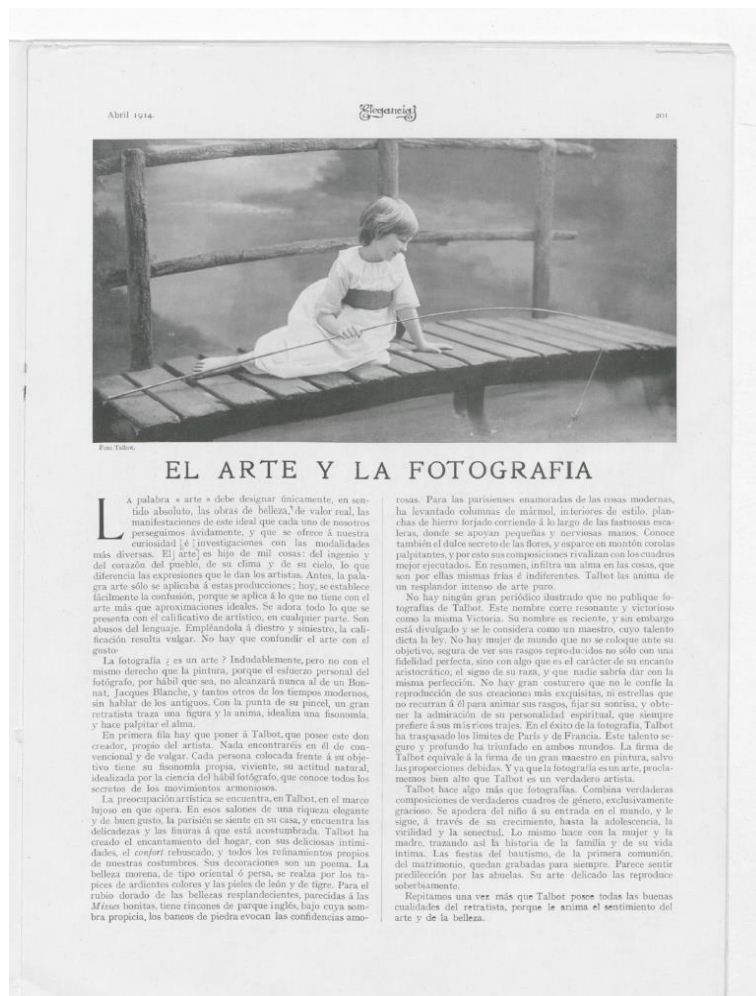 Abril 1914.
Elegancias
201
Foto Talbot.
EL ARTE Y LA FOTOGRAFIA
LA palabra « arte » debe designar únicamente, en sen-
tido absoluto, las obras de belleza, de valor real, las
manifestaciones de este ideal que cada uno de nosotros
perseguimos ávidamente, y que se ofrece á nuestra
curiosidad é investigaciones con las modalidades
más diversas. El arte es hijo de mil cosas: del ingenio y
del corazón del pueblo, de su clima y de su cielo, lo que
diferencia las expresiones que le dan los artistas. Antes, la pala-
gra arte sólo se aplicaba á estas producciones; hoy, se establece
fácilmente la confusión, porque se aplica á lo que no tiene con el
arte más que aproximaciones ideales. Se adora todo lo que se
presenta con el calificativo de artístico, en cualquier parte. Son
abusos del lenguaje. Empléandola á diestro y siniestro, la cali-
ficación resulta vulgar. No hay que confundir el arte con el
gusto.
La fotografía ¿ es un arte ? Indudablemente, pero no con el
mismo derecho que la pintura, porque el esfuerzo personal del
fotógrafo, por hábil que sea, no alcanzará nunca al de un Bon-
nat, Jacques Blanche, y tantos otros de los tiempos modernos,
sin hablar de los antiguos. Con la punta de su pincel, un gran
retratista traza una figura y la anima, idealiza una fisonomía,
y hace palpitar el alma.
En primera fila hay que poner á Talbot, que posee este don
creador, propio del artista. Nada encontraréis en él de con-
vencional y de vulgar. Cada persona colocada frente á su obje-
tivo tiene su fisonomía propia, viviente, su actitud natural,
idealizada por la ciencia del hábil fotógrafo, que conoce todos los
secretos de los movimientos armoniosos.
La preocupación artística se encuentra, en Talbot, en el marco
lujoso en que opera. En esos salones de una riqueza elegante
y de buen gusto, la parisién se siente en su casa, y encuentra las
delicadezas y las finuras á que está acostumbrada. Talbot ha
creado el encantamiento del hogar, con sus deliciosas intimi-
dades, el confort rebuscado, y todos los refinamientos propios
de nuestras costumbres. Sus decoraciones son un poema. La
belleza morena, de tipo oriental ó persa, se realza por los ta-
pices de ardientes colores y las pieles de león y de tigre. Para el
rubio dorado de las bellezas resplandecientes, parecidas á las
Misses bonitas, tiene rincones de parque inglés, bajo cuya som-
bra propicia, los bancos de piedra evocan las confidencias amo-
rosas. Para las parisienses enamoradas de las cosas modernas,
ha levantado columnas de mármol, interiores de estilo, plan-
chas de hierro forjado corriendo á lo largo de las fastuosas esca-
leras, donde se apoyan pequeñas y nerviosas manos. Conoce
también el dulce secreto de las flores, y esparce en montón corolas
palpitantes, y por esto sus composiciones rivalizan con los cuadros
mejor ejecutados. En resumen, infiltra un alma en las cosas, que
son por ellas mismas frías é indiferentes. Talbot las anima de
un resplandor intenso de arte puro.
No hay ningún gran periódico ilustrado que no publique fo-
tografías de Talbot. Este nombre corre resonante y victorioso
como la misma Victoria. Su nombre es reciente, y sin embargo
está divulgado y se le considera como un maestro, cuyo talento
dicta la ley. No hay mujer de mundo que no se coloque ante su
objetivo, segura de ver sus rasgos reproducidos no sólo con una
fidelidad perfecta, sino con algo que es el carácter de su encanto
aristocrático, el signo de su raza, y que nadie sabría dar con la
misma perfección. No hay gran costurero que no le confíe la
reproducción de sus creaciones más exquisitas, ni estrellas que
no recurran á él para animar sus rasgos, fijar su sonrisa, y obte-
ner la admiración de su personalidad espiritual, que siempre
prefiere á sus más ricos trajes. En el éxito de la fotografía, Talbot
ha traspasado los límites de París y de Francia. Este talento se-
guro y profundo ha triunfado en ambos mundos. La firma de
Talbot equivale á la firma de un gran maestro en pintura, salvo
las proporciones debidas. Y ya que la fotografía es un arte, procla-
memos bien alto que Talbot es un verdadero artista.
Talbot hace algo más que fotografías. Combina verdaderas
composiciones de verdaderos cuadros de género, exclusivamente
gracioso. Se apodera del niño á su entrada en el mundo, y le
sigue, á través de su crecimiento, hasta la adolescencia, la
virilidad y la senectud. Lo mismo hace con la mujer y la
madre, trazando así la historia de la familia y de su vida
íntima. Las fiestas del bautismo, de la primera comunión,
del matrimonio, quedan grabadas para siempre. Parece sentir
predilección por las abuelas. Su arte delicado las reproduce
soberbiamente.
Repitamos una vez más que Talbot posee todas las buenas
cualidades del retratista, porque le anima el sentimiento del
arte y de la belleza.